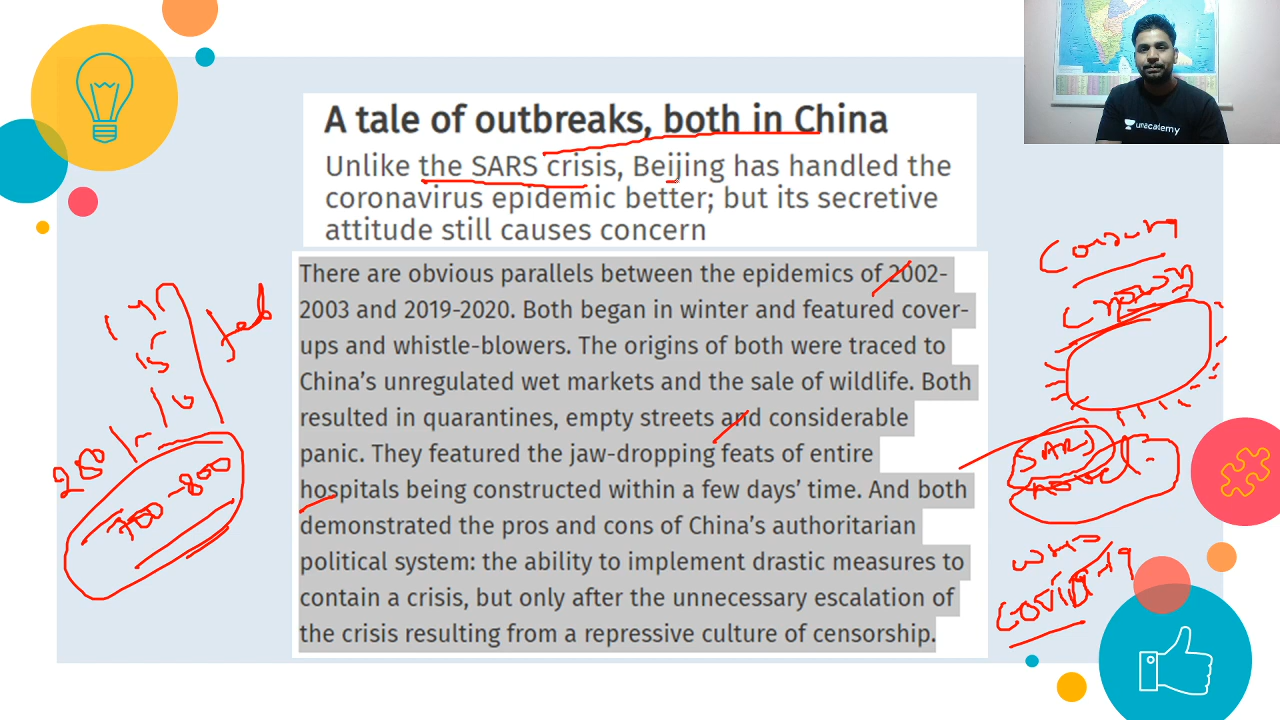 A tale of outbreaks, both in China
Unlike the SARS crisis, Beijing has handled the
coronavirus epidemic better; but its secretive
attitude still causes concern
There are obvious parallels between the epidemics of 2002-
2003 and 2019-2020. Both began in winter and featured cover-
ups and whistle-blowers. The origins of both were traced to
China's unregulated wet markets and the sale of wildlife. Both
resulted in quarantines, empty streets and considerable
panic. They featured the jaw-dropping feats of entire
hospitals being constructed within a few days' time. And both
demonstrated the pros and cons of China's authoritarian
political system: the ability to implement drastic measures to
contain a crisis, but only after the unnecessary escalation of
the crisis resulting from a repressive culture of censorship.
unacademy
Feb
14
15
16
700-800
SARS
WHO
COVID-19